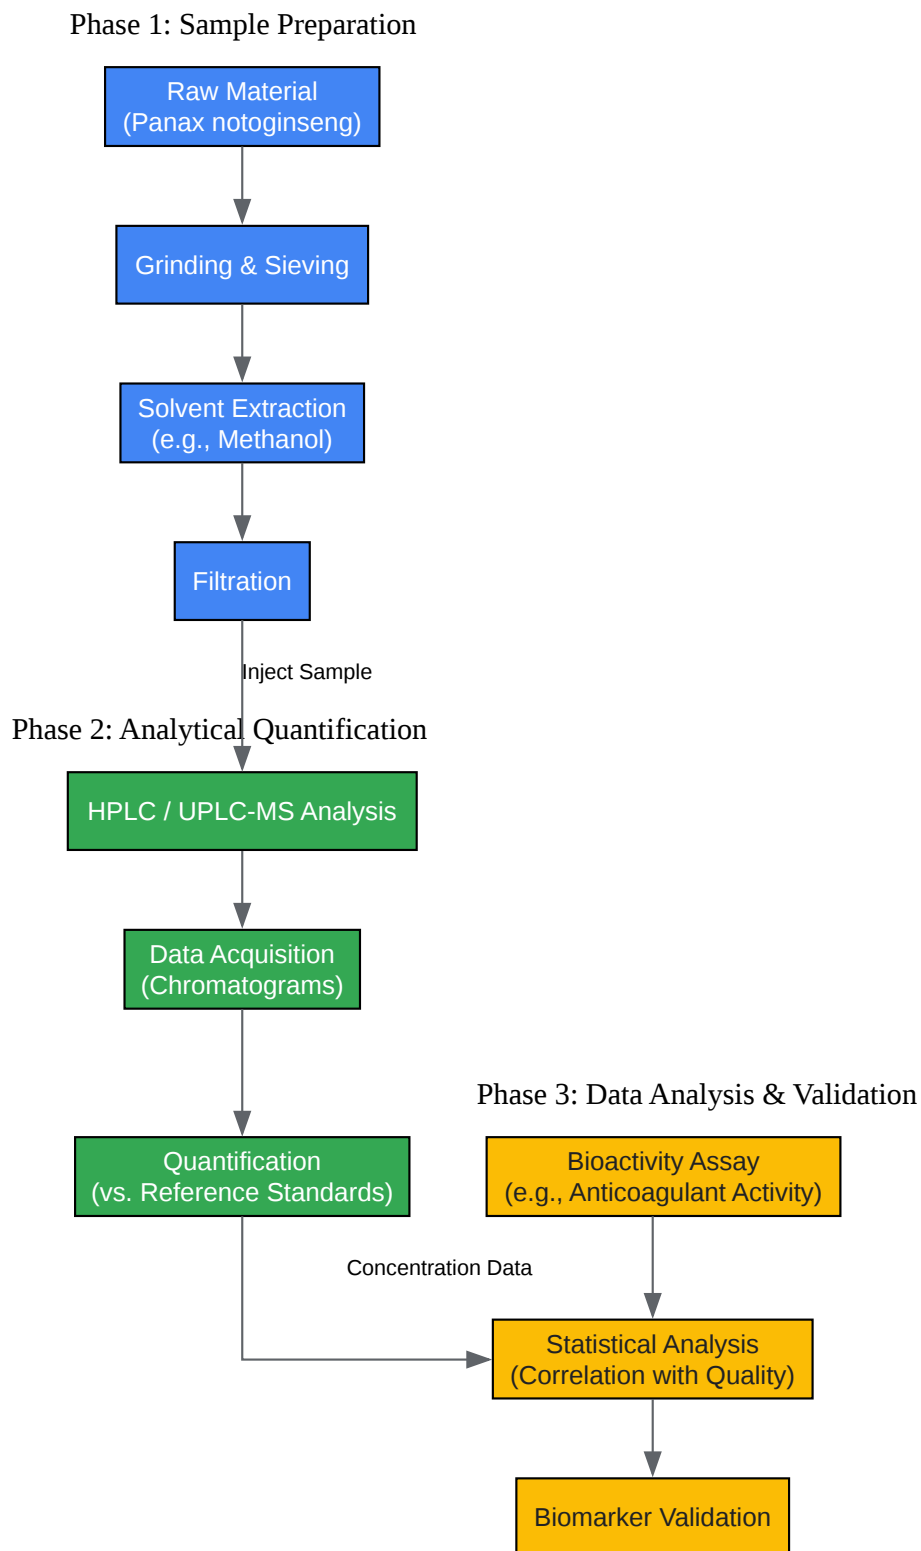 Phase 1: Sample Preparation
Raw Material
(Panax notoginseng)
Grinding & Sieving
Solvent Extraction
(e.g., Methanol)
Filtration
Inject Sample
Phase 2: Analytical Quantification
HPLC / UPLC-MS Analysis
Data Acquisition
(Chromatograms)
Phase 3: Data Analysis & Validation
Quantification
(vs. Reference Standards)
Bioactivity Assay
(e.g., Anticoagulant Activity)
Concentration Data
Statistical Analysis
(Correlation with Quality)
Biomarker Validation